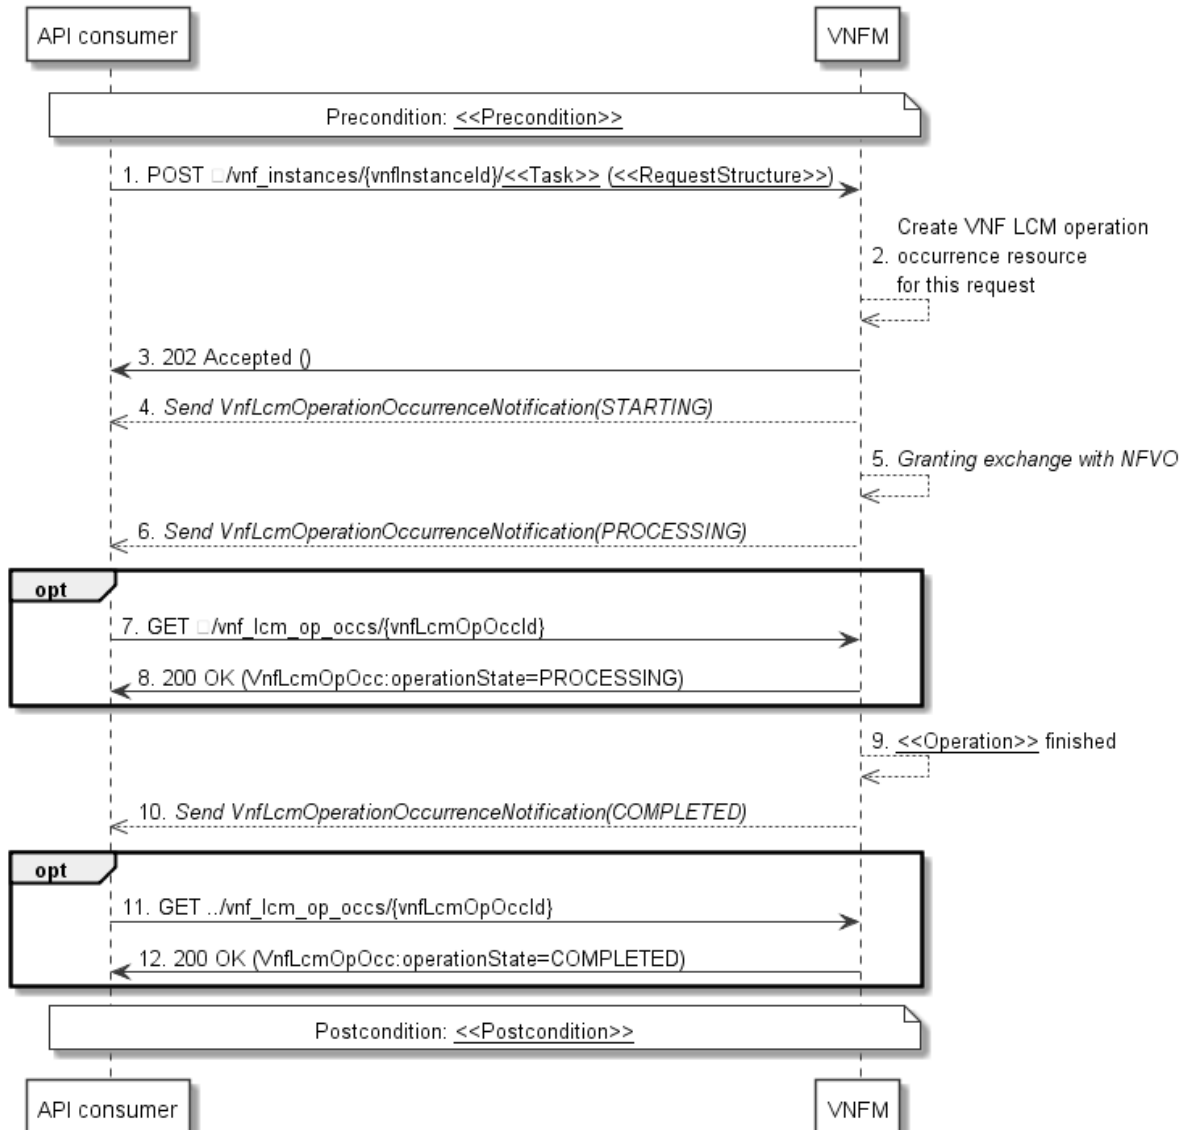 API consumer
VNFM
Precondition: <<Precondition>>
1. POST □/vnf_instances/{vnfInstanceId}/<<Task>> (<<RequestStructure>>)
Create VNF LCM operation
2. occurrence resource
for this request
3. 202 Accepted ()
4. Send VnfLcmOperationOccurrenceNotification(STARTING)
5. Granting exchange with NFVO
6. Send VnfLcmOperationOccurrenceNotification(PROCESSING)
opt
7. GET □/vnf_lcm_op_occs/{vnfLcmOpOccId}
8. 200 OK (VnfLcmOpOcc:operationState=PROCESSING)
9. <<Operation>> finished
10. Send VnfLcmOperationOccurrenceNotification(COMPLETED)
opt
11. GET ../vnf_lcm_op_occs/{vnfLcmOpOccId}
12. 200 OK (VnfLcmOpOcc:operationState=COMPLETED)
Postcondition: <<Postcondition>>
API consumer
VNFM